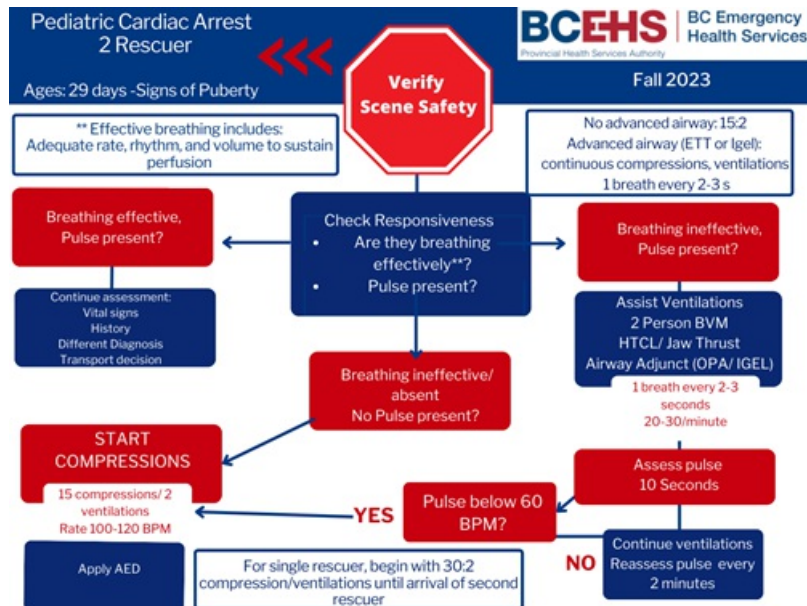 Pediatric Cardiac Arrest
2 Rescuer
Ages: 29 days -Signs of Puberty
Verify
Scene Safety
BCEHS
BC Emergency
Health Services
Provincial Health Services Authority
Fall 2023
** Effective breathing includes:
Adequate rate, rhythm, and volume to sustain
perfusion
No advanced airway; 15:2
Advanced airway (ETT or Igel):
continuous compressions, ventilations
1 breath every 2-3 s
Breathing effective,
Pulse present?
Check Responsiveness
• Are they breathing
effectively**?
• Pulse present?
Breathing ineffective,
Pulse present?
Continue assessment:
Vital signs
History
Different Diagnosis
Transport decision
Assist Ventilations
2 Person BVM
HTCL/ Jaw Thrust
Airway Adjunct (OPA/ IGEL)
1 breath every 2-3
seconds
20-30/minute
Breathing ineffective/
absent
No Pulse present?
START
COMPRESSIONS
15 compressions/ 2
ventilations
Rate 100-120 BPM
Assess pulse
10 Seconds
Pulse below 60
BPM?
YES
NO
Continue ventilations
Reassess pulse every
2 minutes
Apply AED
For single rescuer, begin with 30:2
compression/ventilations until arrival of second
rescuer